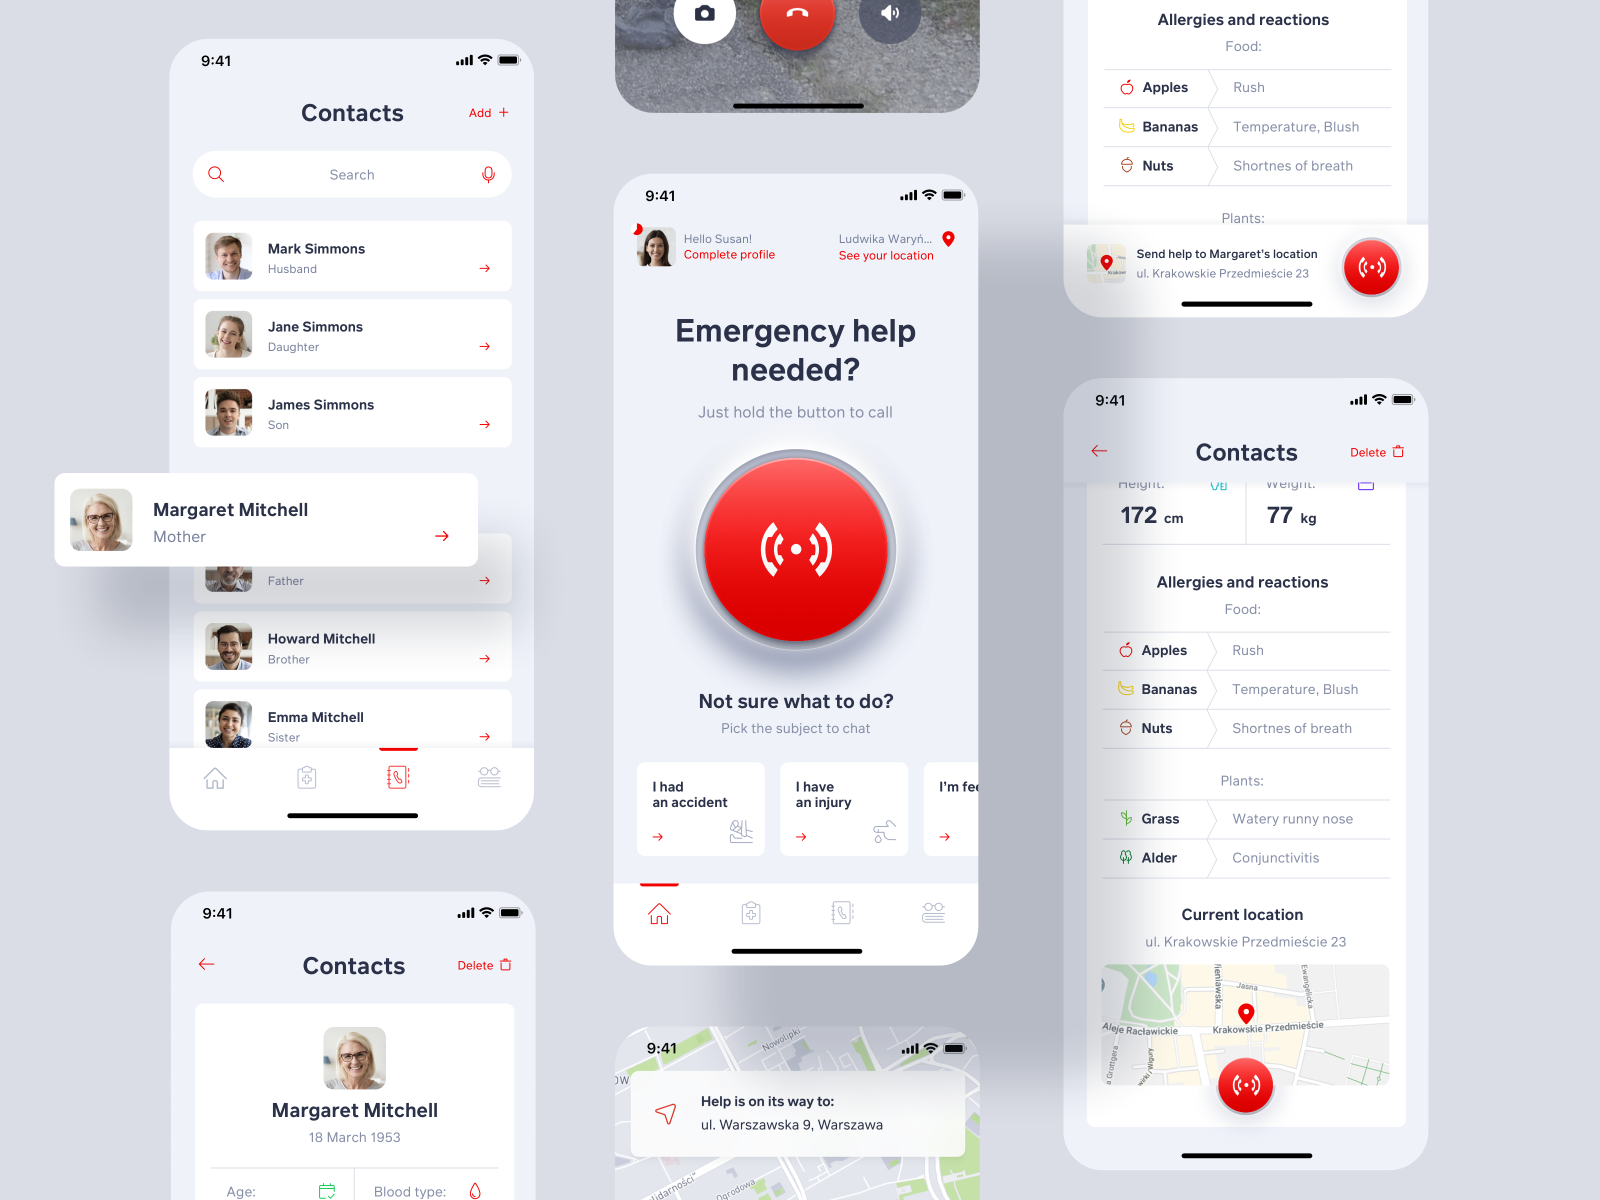 9:41
Contacts
Add +
Search
Mark Simmons
Husband
Jane Simmons
Daughter
James Simmons
Son
Margaret Mitchell
Mother
Father
Howard Mitchell
Brother
Emma Mitchell
Sister
9:41
Contacts
Delete
Margaret Mitchell
18 March 1953
Age:
Blood type:
9:41
Hello Susan!
Complete profile
Ludwika Waryń...
See your location
Emergency help
needed?
Just hold the button to call
Not sure what to do?
Pick the subject to chat
I had
an accident
I have
an injury
I'm fee
9:41
Nowolipki
Help is on its way to:
ul. Warszawska 9, Warszawa
olidarności"
Ogrodowa
Allergies and reactions
Food:
Apples
Rush
Bananas
Temperature, Blush
Nuts
Shortnes of breath
Plants:
Send help to Margaret's location
ul. Krakowskie Przedmieście 23
9:41
Contacts
Delete
Height:
172 cm
Weight:
77 kg
Allergies and reactions
Food:
Apples
Rush
Bananas
Temperature, Blush
Nuts
Shortnes of breath
Plants:
Grass
Watery runny nose
Alder
Conjunctivitis
Current location
ul. Krakowskie Przedmieście 23
ieniawska
Jasna
Ewangelicka
Aleje Racławickie
Krakowskie Przedmieście
a Grottgera